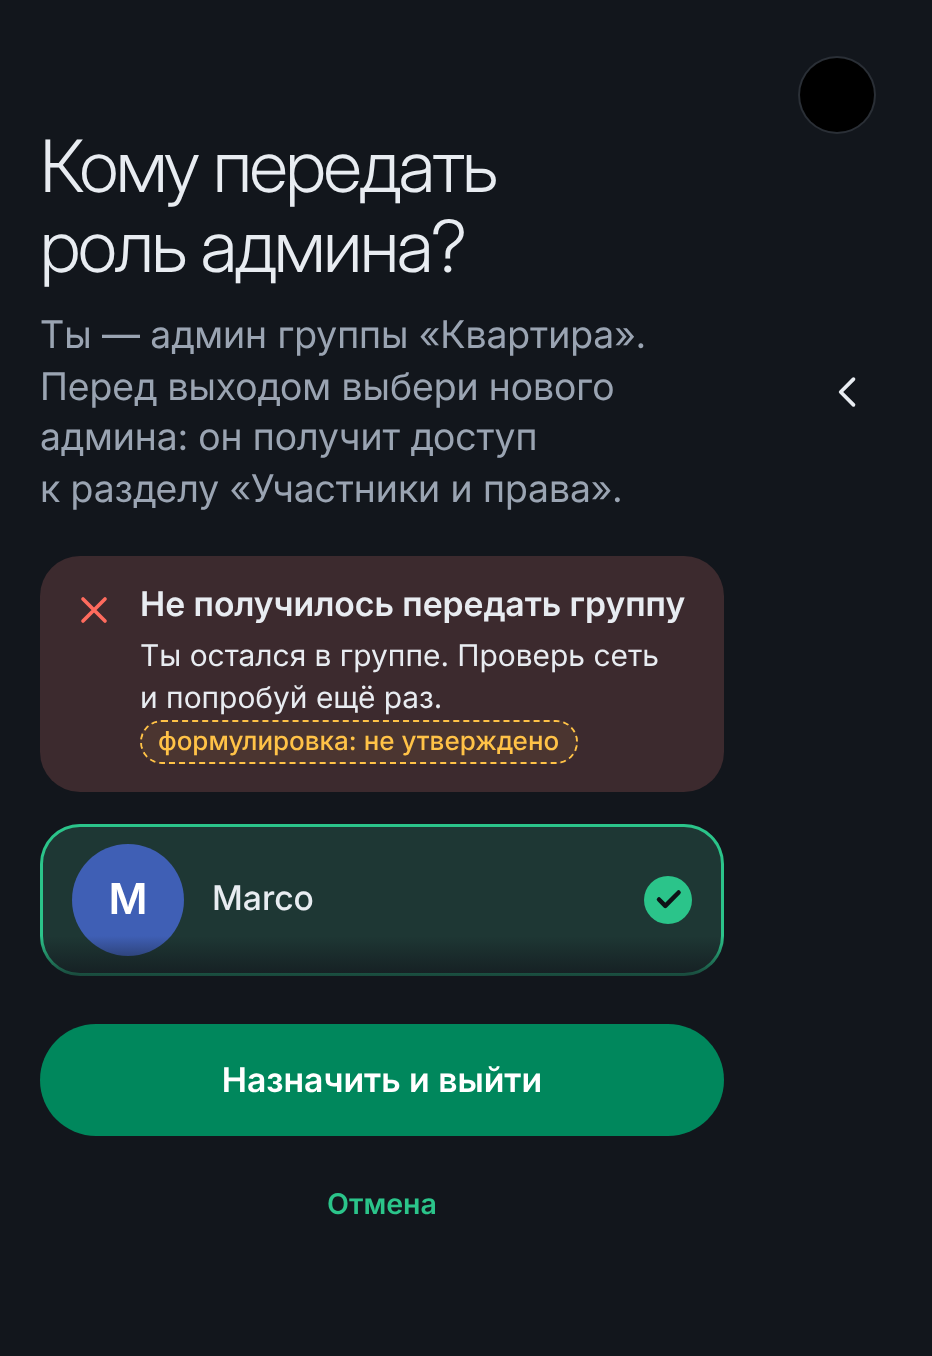 Кому передать
роль админа?
Ты — админ группы «Квартира».
Перед выходом выбери нового
админа: он получит доступ
к разделу «Участники и права».
Не получилось передать группу
Ты остался в группе. Проверь сеть
и попробуй ещё раз.
формулировка: не утверждено
M
Marco
Назначить и выйти
Отмена